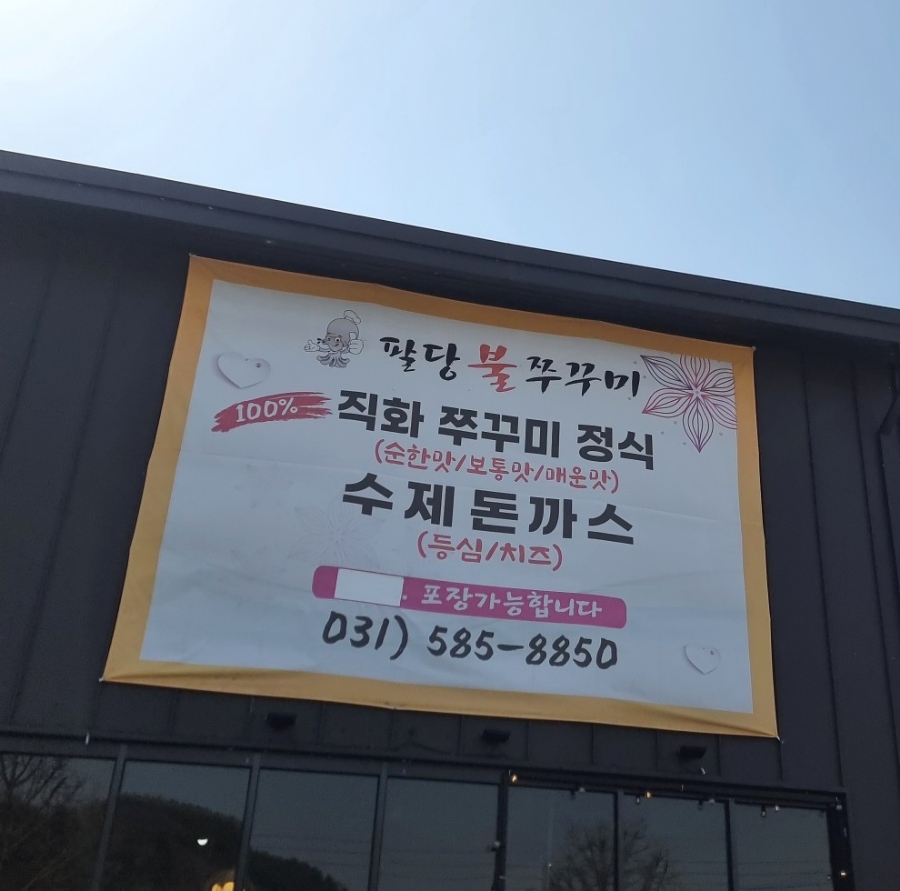 팔당불쭈꾸미
100% 직화 쭈꾸미 정식
(순한맛/보통맛/매운맛)
수제돈까스
(등심/치즈)
. 포장가능합니다
031) 585-8850